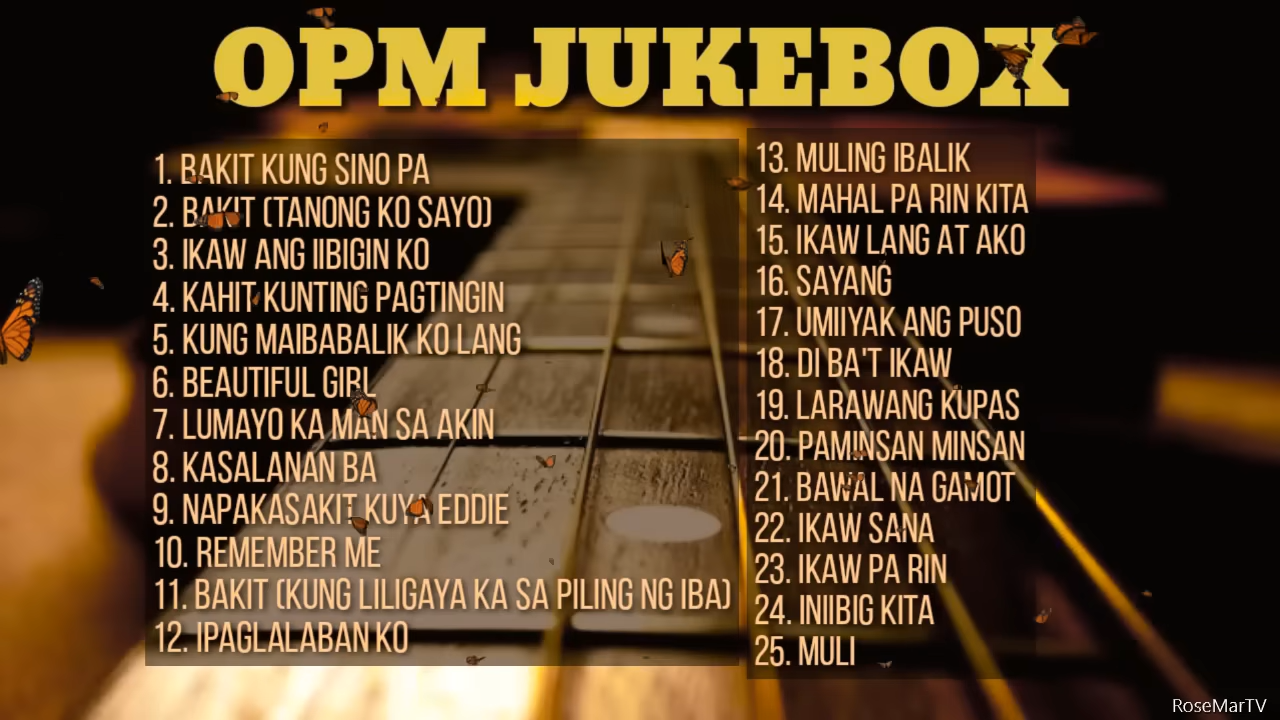 OPM JUKEBOX
1. BAKIT KUNG SINO PA
2. BAKIT (TANONG KO SAYO)
3. IKAW ANG IIBIGIN KO
4. KAHIT KUNTING PAGTINGIN
5. KUNG MAIBABALIK KO LANG
6. BEAUTIFUL GIRL
7. LUMAYO KA MAN SA AKIN
8. KASALANAN BA
9. NAPAKASAKIT KUYA EDDIE
10. REMEMBER ME
11. BAKIT (KUNG LILIGAYA KA SA PILING NG IBA)
12. IPAGLALABAN KO
13. MULING IBALIK
14. MAHAL PA RIN KITA
15. IKAW LANG AT AKO
16. SAYANG
17. UMIIYAK ANG PUSO
18. DI BA'T IKAW
19. LARAWANG KUPAS
20. PAMINSAN MINSAN
21. BAWAL NA GAMOT
22. IKAW SANA
23. IKAW PA RIN
24. INIIBIG KITA
25. MULI
RoseMarTV